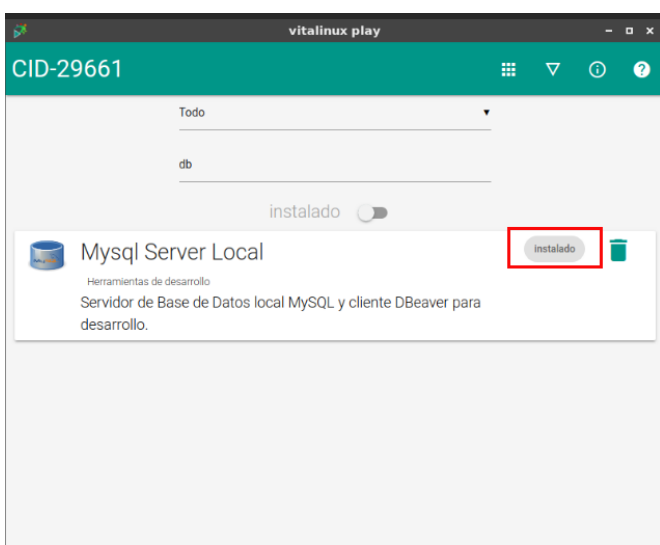 vitalinux play
CID-29661
Todo
db
instalado
Mysql Server Local
instalado
Herramientas de desarrollo
Servidor de Base de Datos local MySQL y cliente DBeaver para
desarrollo.